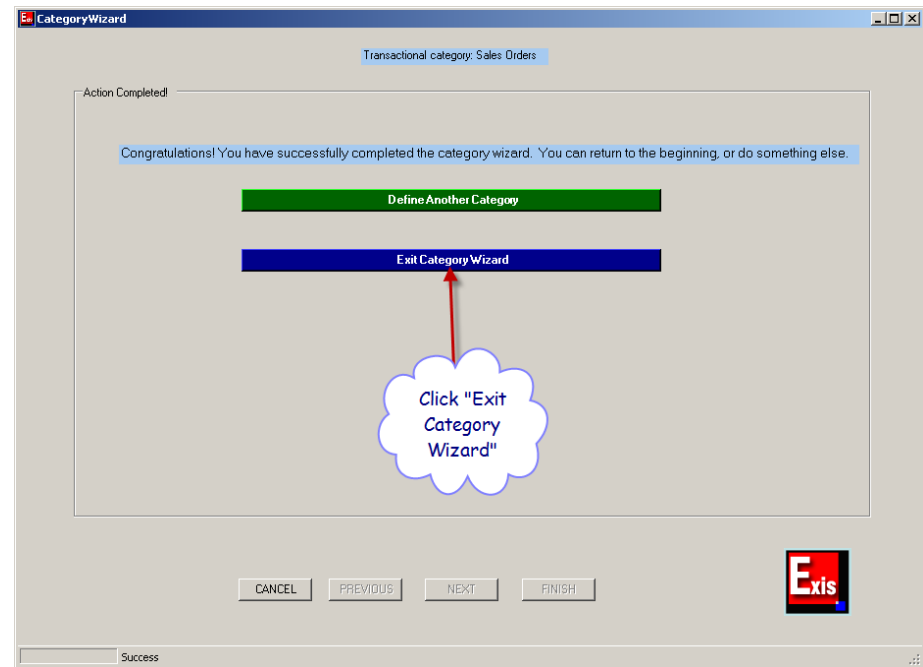 CategoryWizard
Transactional category: Sales Orders
Action Completed!
Congratulations! You have successfully completed the category wizard. You can return to the beginning, or do something else.
Define Another Category
Exit Category Wizard
Click "Exit
Category
Wizard"
Exis
CANCEL PREVIOUS NEXT FINISH
Success